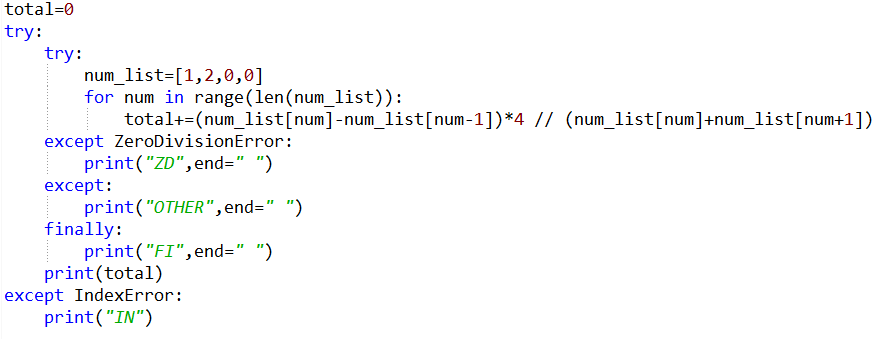 total=0
try:
    try:
        num_list=[1,2,0,0]
        for num in range(len(num_list)):
            total+=(num_list[num]-num_list[num-1])*4 // (num_list[num]+num_list[num+1])
    except ZeroDivisionError:
        print("ZD",end=" ")
    except:
        print("OTHER",end=" ")
    finally:
        print("FI",end=" ")
    print(total)
except IndexError:
    print("IN")